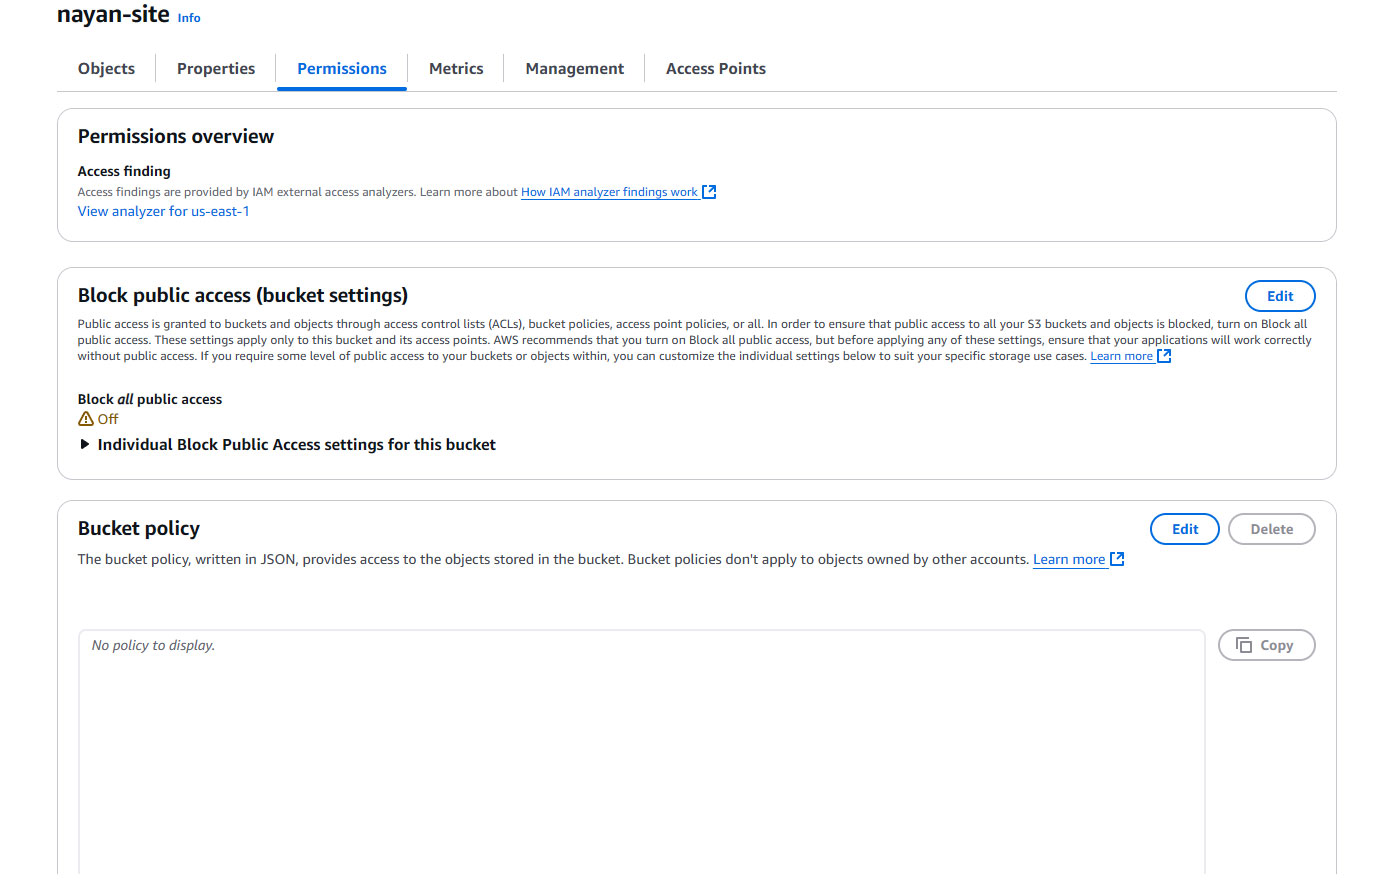 nayan-site Info
Objects Properties Permissions Metrics Management Access Points
Permissions overview
Access finding
Access findings are provided by IAM external access analyzers. Learn more about How IAM analyzer findings work
View analyzer for us-east-1
Block public access (bucket settings)
Edit
Public access is granted to buckets and objects through access control lists (ACLs), bucket policies, access point policies, or all. In order to ensure that public access to all your S3 buckets and objects is blocked, turn on Block all
public access. These settings apply only to this bucket and its access points. AWS recommends that you turn on Block all public access, but before applying any of these settings, ensure that your applications will work correctly
without public access. If you require some level of public access to your buckets or objects within, you can customize the individual settings below to suit your specific storage use cases. Learn more
Block all public access
Off
Individual Block Public Access settings for this bucket
Bucket policy
Edit Delete
The bucket policy, written in JSON, provides access to the objects stored in the bucket. Bucket policies don't apply to objects owned by other accounts. Learn more
No policy to display.
Copy